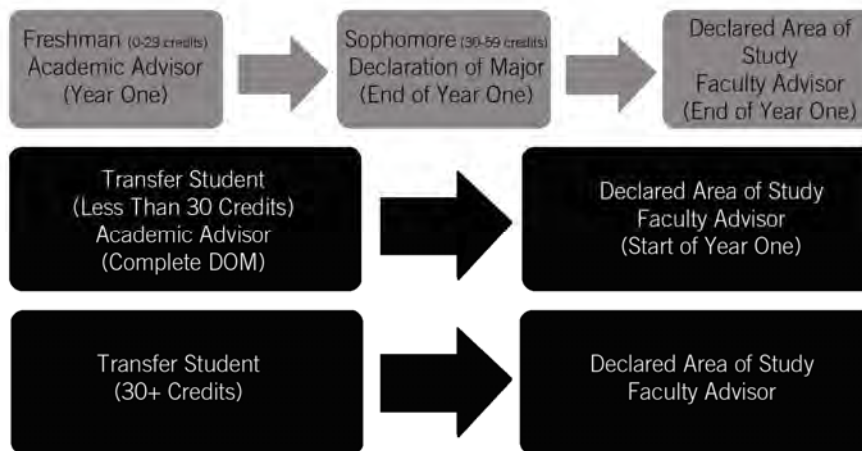 Freshman (0-29 credits)
Academic Advisor
(Year One)
Sophomore (30-59 credits)
Declaration of Major
(End of Year One)
Declared Area of
Study
Faculty Advisor
(End of Year One)
Transfer Student
(Less Than 30 Credits)
Academic Advisor
(Complete DOM)
Declared Area of Study
Faculty Advisor
(Start of Year One)
Transfer Student
(30+ Credits)
Declared Area of Study
Faculty Advisor